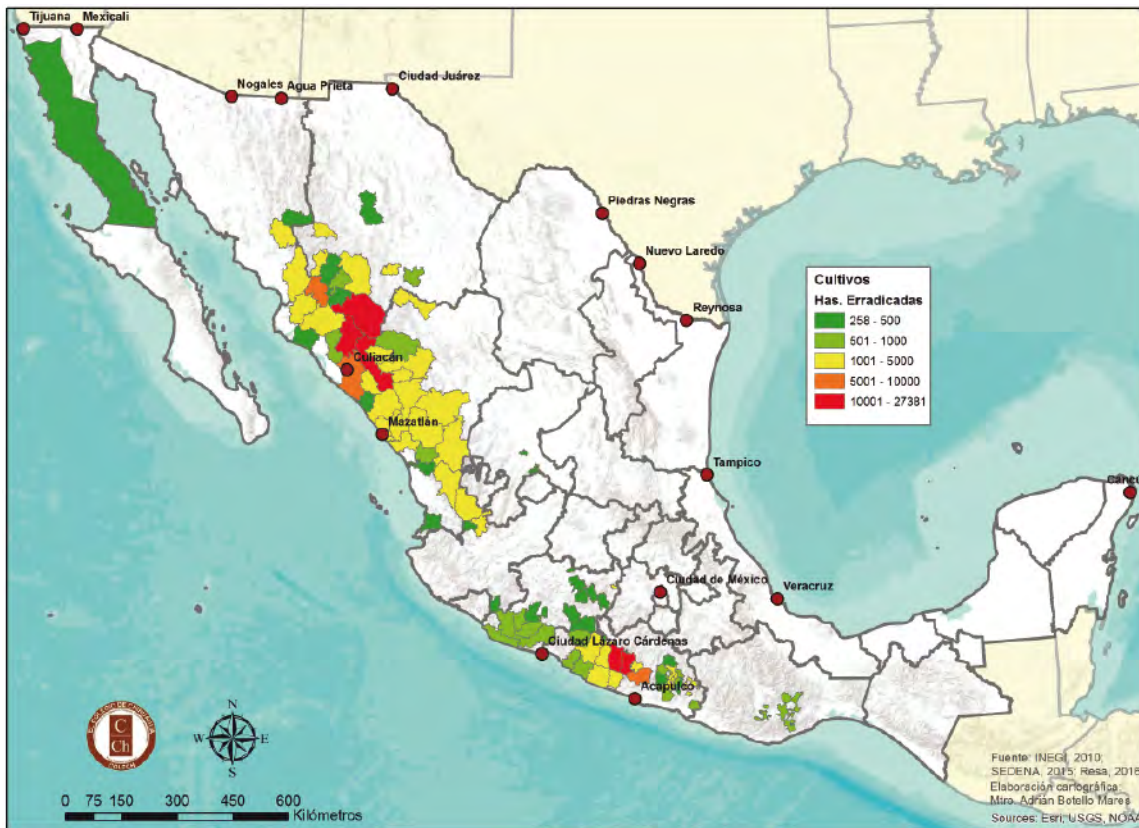 Tijuana
Mexicali
Nogales
Agua Prieta
Ciudad Juárez
Piedras Negras
Nuevo Laredo
Reynosa
Cultivos
Has. Erradicadas
258 - 500
501 - 1000
1001 - 5000
5001 - 10000
10001 - 27381
Culiacán
Mazatlán
Tampico
Ciudad de México
Veracruz
Ciudad Lázaro Cárdenas
Acapulco
C
Ch
N
W
E
S
0 75 150 300 450 600
Kilómetros
Fuente: INEGI, 2010;
SEDENA, 2015; Resa, 2016
Elaboración cartográfica:
Mtro. Adrián Botello Mares
Sources: Esri, USGS, NOAA